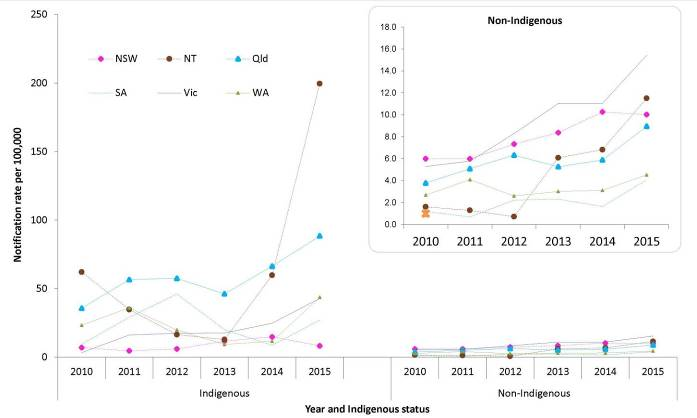 Non-Indigenous
18.0
16.0
14.0
12.0
10.0
8.0
6.0
4.0
2.0
0.0
2010 2011 2012 2013 2014 2015
Notification rate per 100,000
250
200
150
100
50
0
NSW NT Qld
SA Vic WA
2010 2011 2012 2013 2014 2015 2010 2011 2012 2013 2014 2015
Indigenous Non-Indigenous
Year and Indigenous status